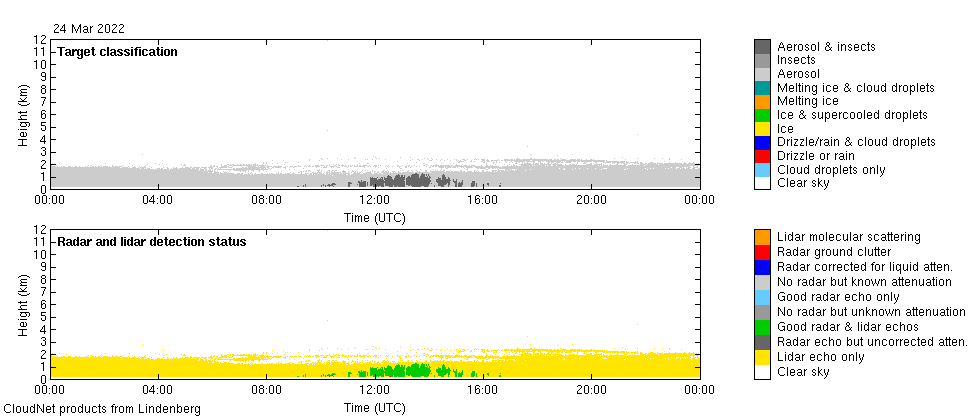 24 Mar 2022
Target classification
Height (km)
12
11
10
9
8
7
6
5
4
3
2
1
0
00:00 04:00 08:00 12:00 16:00 20:00 00:00
Time (UTC)
Aerosol & insects
Insects
Aerosol
Melting ice & cloud droplets
Melting ice
Ice & supercooled droplets
Ice
Drizzle/rain & cloud droplets
Drizzle or rain
Cloud droplets only
Clear sky
Radar and lidar detection status
Height (km)
12
11
10
9
8
7
6
5
4
3
2
1
0
00:00 04:00 08:00 12:00 16:00 20:00 00:00
Time (UTC)
Lidar molecular scattering
Radar ground clutter
Radar corrected for liquid atten.
No radar but known attenuation
Good radar echo only
No radar but unknown attenuation
Good radar & lidar echos
Radar echo but uncorrected atten.
Lidar echo only
Clear sky
CloudNet products from Lindenberg